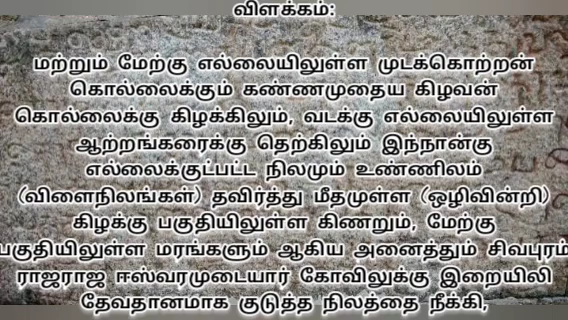 விளக்கம்:
மற்றும் மேற்கு எல்லையிலுள்ள முடக்கொற்றன்
கொல்லைக்கும் கண்ணமுதைய கிழவன்
கொல்லைக்கு கிழக்கிலும், வடக்கு எல்லையிலுள்ள
ஆற்றங்கரைக்கு தெற்கிலும் இந்நான்கு
எல்லைக்குட்பட்ட நிலமும் உண்ணிலம்
(விளைநிலங்கள்) தவிர்த்து மீதமுள்ள (ஒழிவின்றி)
கிழக்கு பகுதியிலுள்ள கிணறும், மேற்கு
பகுதியிலுள்ள மரங்களும் ஆகிய அனைத்தும் சிவபுரம்
ராஜராஜ ஈஸ்வரமுடையார் கோவிலுக்கு இறையிலி
தேவதானமாக குடுத்த நிலத்தை நீக்கி,